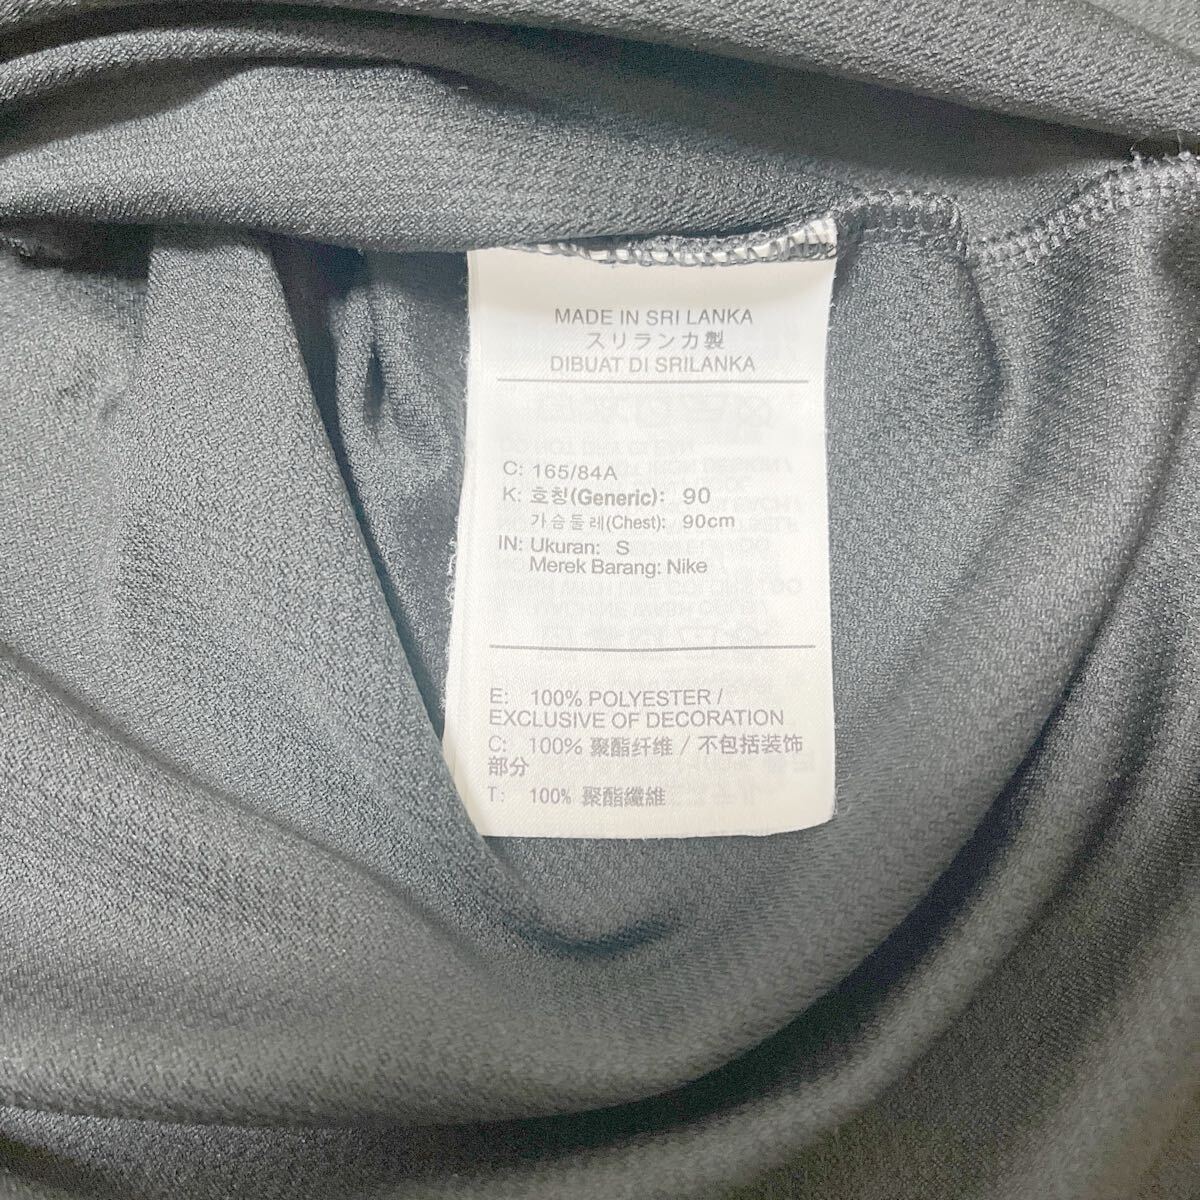 MADE IN SRI LANKA
スリランカ製
DIBUAT DI SRILANKA
C: 165/84A
K: 호칭(Generic): 90
가슴둘레(Chest): 90cm
IN: Ukuran: S
Merek Barang: Nike
E: 100% POLYESTER /
EXCLUSIVE OF DECORATION
C: 100% 聚酯纤维 / 不包括装饰
部分
T: 100% 聚酯纖維